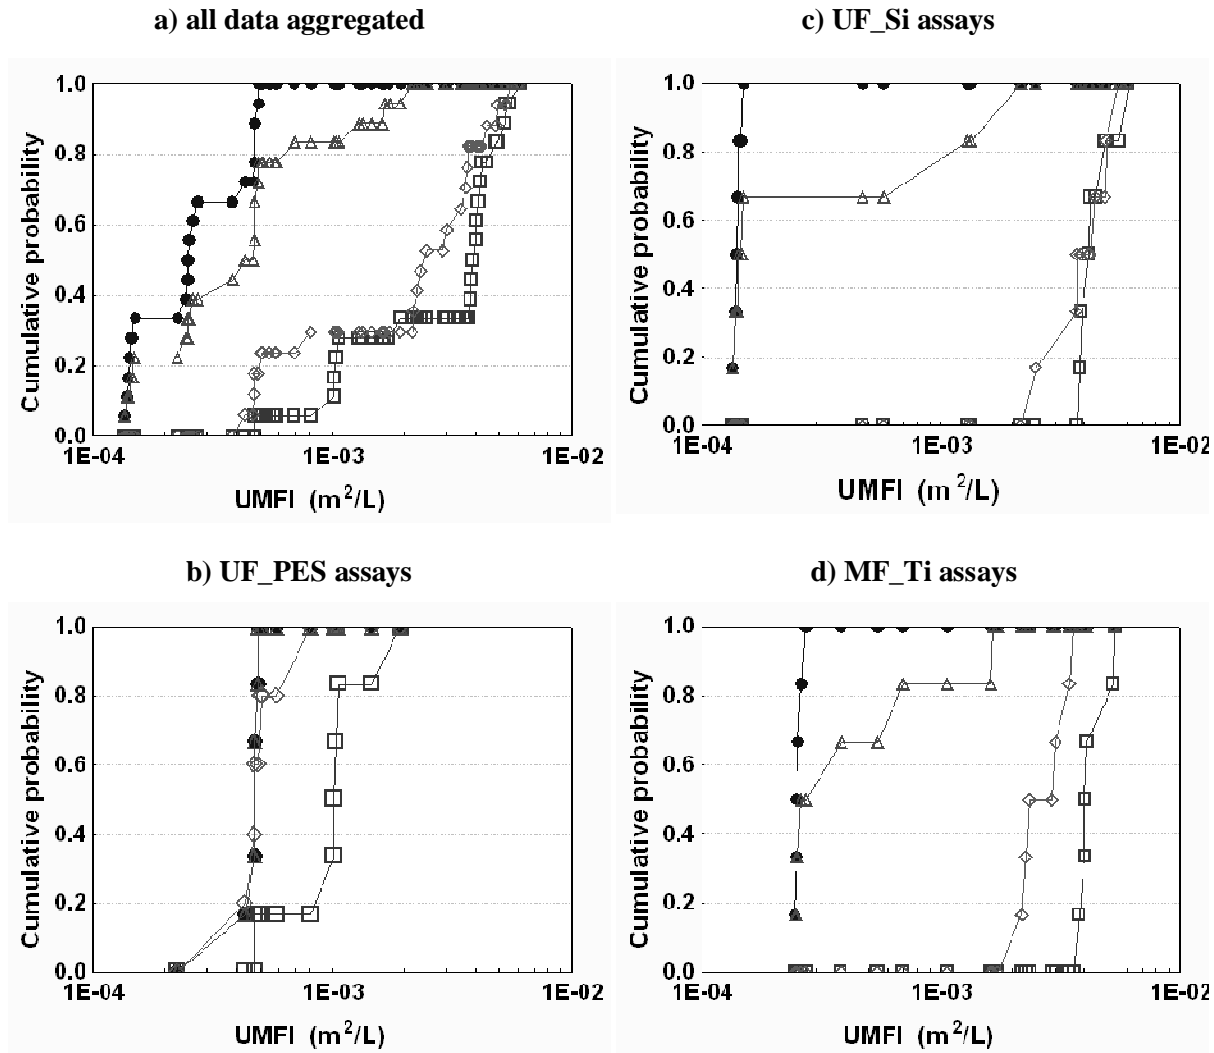 a) all data aggregated
Cumulative probability
1.0
0.8
0.6
0.4
0.2
0.0
1E-04
1E-03
1E-02
UMFI (m²/L)
c) UF_Si assays
Cumulative probability
1.0
0.8
0.6
0.4
0.2
0.0
1E-04
1E-03
1E-02
UMFI (m²/L)
b) UF_PES assays
Cumulative probability
1.0
0.8
0.6
0.4
0.2
0.0
1E-04
1E-03
1E-02
UMFI (m²/L)
d) MF_Ti assays
Cumulative probability
1.0
0.8
0.6
0.4
0.2
0.0
1E-04
1E-03
1E-02
UMFI (m²/L)